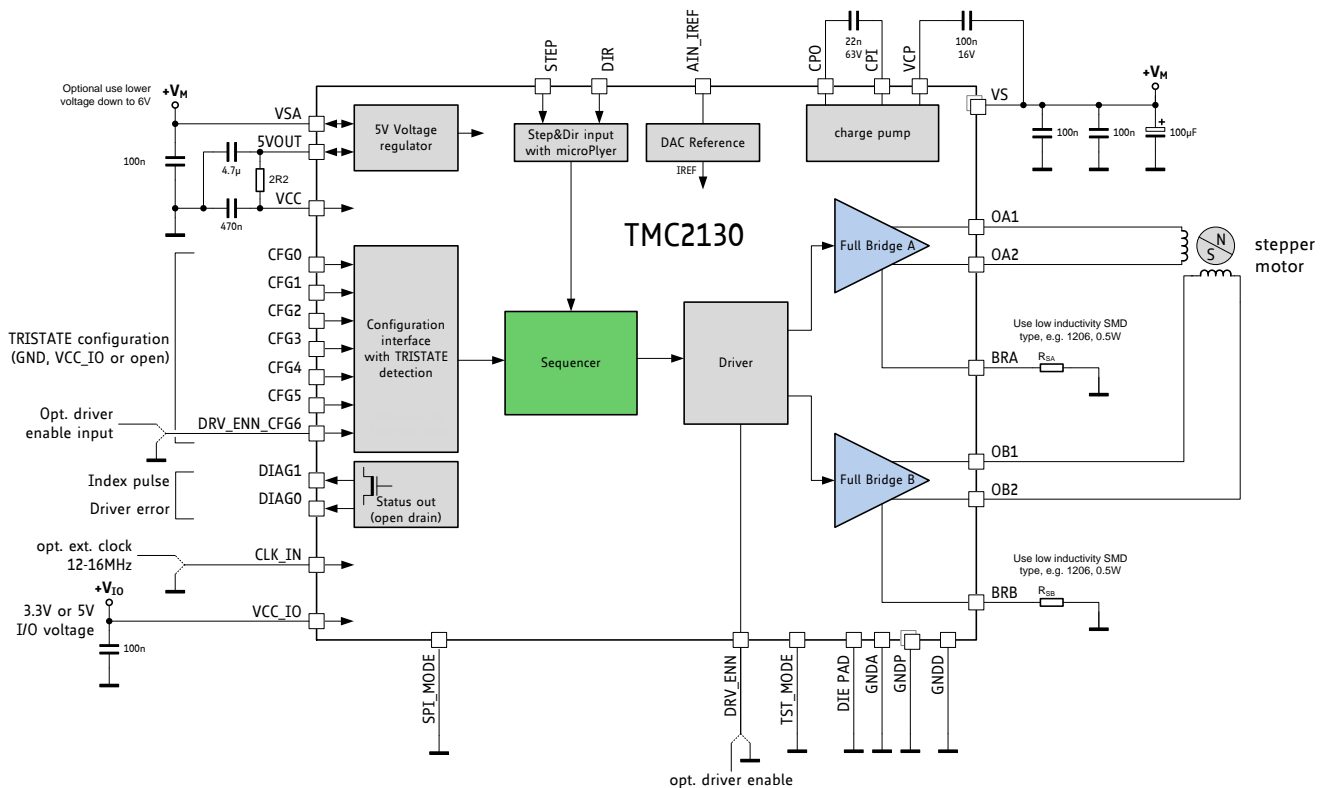 STEP
DIR
AIN_IREF
CPO
22n
63V
CPI
VCP
100n
16V
+VM
VS
100n
100n
+
100µF
Optional use lower
voltage down to 6V
+VM
VSA
5VOUT
100n
4.7µ
2R2
VCC
470n
5V Voltage
regulator
Step&Dir input
with microPlyer
DAC Reference
IREF
charge pump
TMC2130
CFG0
CFG1
CFG2
CFG3
CFG4
CFG5
DRV_ENN_CFG6
TRISTATE configuration
(GND, VCC_IO or open)
Opt. driver
enable input
Configuration
interface
with TRISTATE
detection
Sequencer
Driver
Full Bridge A
Full Bridge B
OA1
OA2
N
S
stepper
motor
Use low inductivity SMD
type, e.g. 1206, 0.5W
BRA
RSA
OB1
OB2
Use low inductivity SMD
type, e.g. 1206, 0.5W
BRB
RSB
Index pulse
Driver error
DIAG1
DIAG0
Status out
(open drain)
opt. ext. clock
12-16MHz
CLK_IN
+VIO
3.3V or 5V
I/O voltage
VCC_IO
100n
SPI_MODE
DRV_ENN
TST_MODE
DIE PAD
GNDA
GNDP
GNDD
opt. driver enable